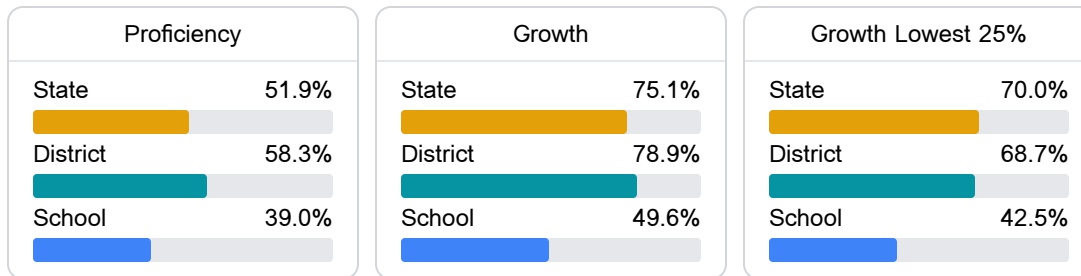 Proficiency
State 51.9%
District 58.3%
School 39.0%
Growth
State 75.1%
District 78.9%
School 49.6%
Growth Lowest 25%
State 70.0%
District 68.7%
School 42.5%